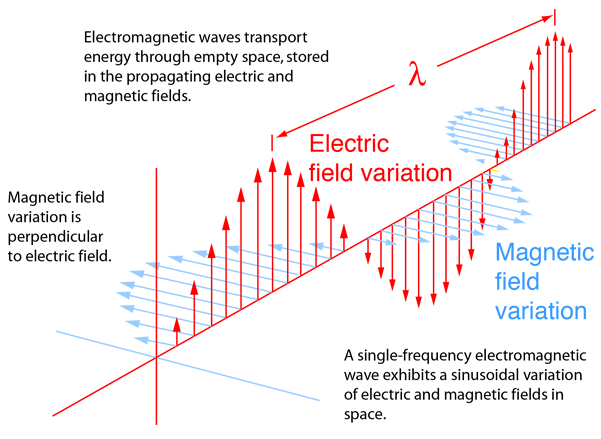 Electromagnetic waves transport
energy through empty space, stored
in the propagating electric and
magnetic fields.
λ
Electric
field variation
Magnetic field
variation is
perpendicular
to electric field.
Magnetic
field
variation
A single-frequency electromagnetic
wave exhibits a sinusoidal variation
of electric and magnetic fields in
space.